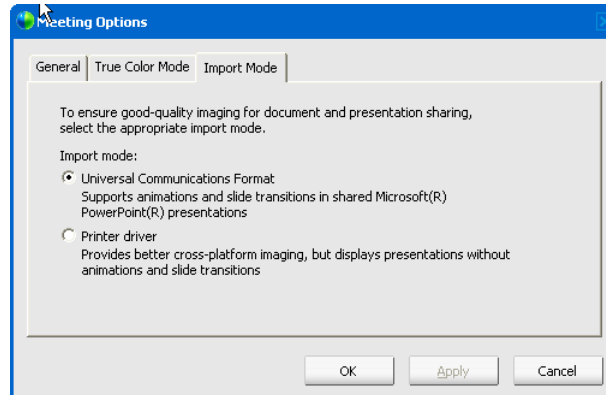 Meeting Options
General True Color Mode Import Mode
To ensure good-quality imaging for document and presentation sharing,
select the appropriate import mode.
Import mode:
Universal Communications Format
Supports animations and slide transitions in shared Microsoft(R)
PowerPoint(R) presentations
Printer driver
Provides better cross-platform imaging, but displays presentations without
animations and slide transitions
OK Apply Cancel